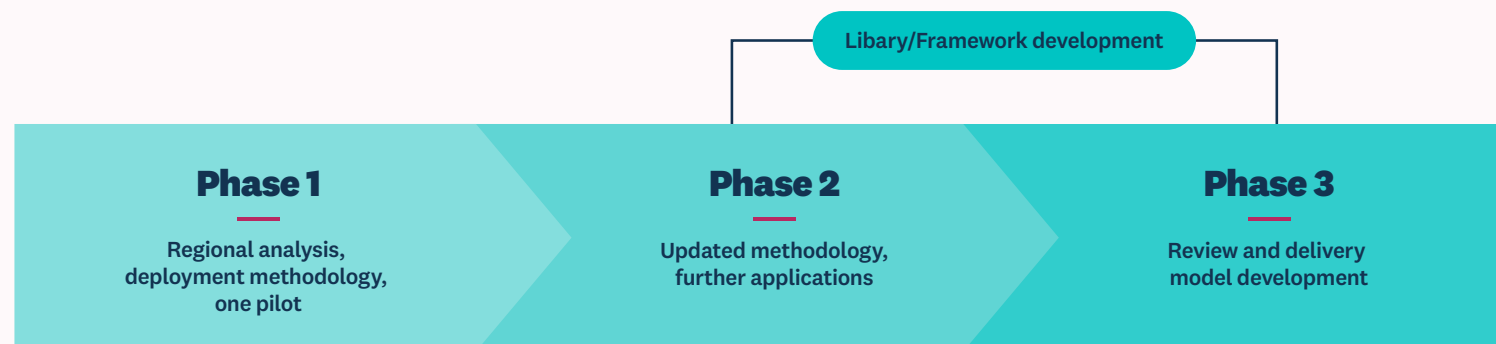 Libary/Framework development
Phase 1
Regional analysis,
deployment methodology,
one pilot
Phase 2
Updated methodology,
further applications
Phase 3
Review and delivery
model development